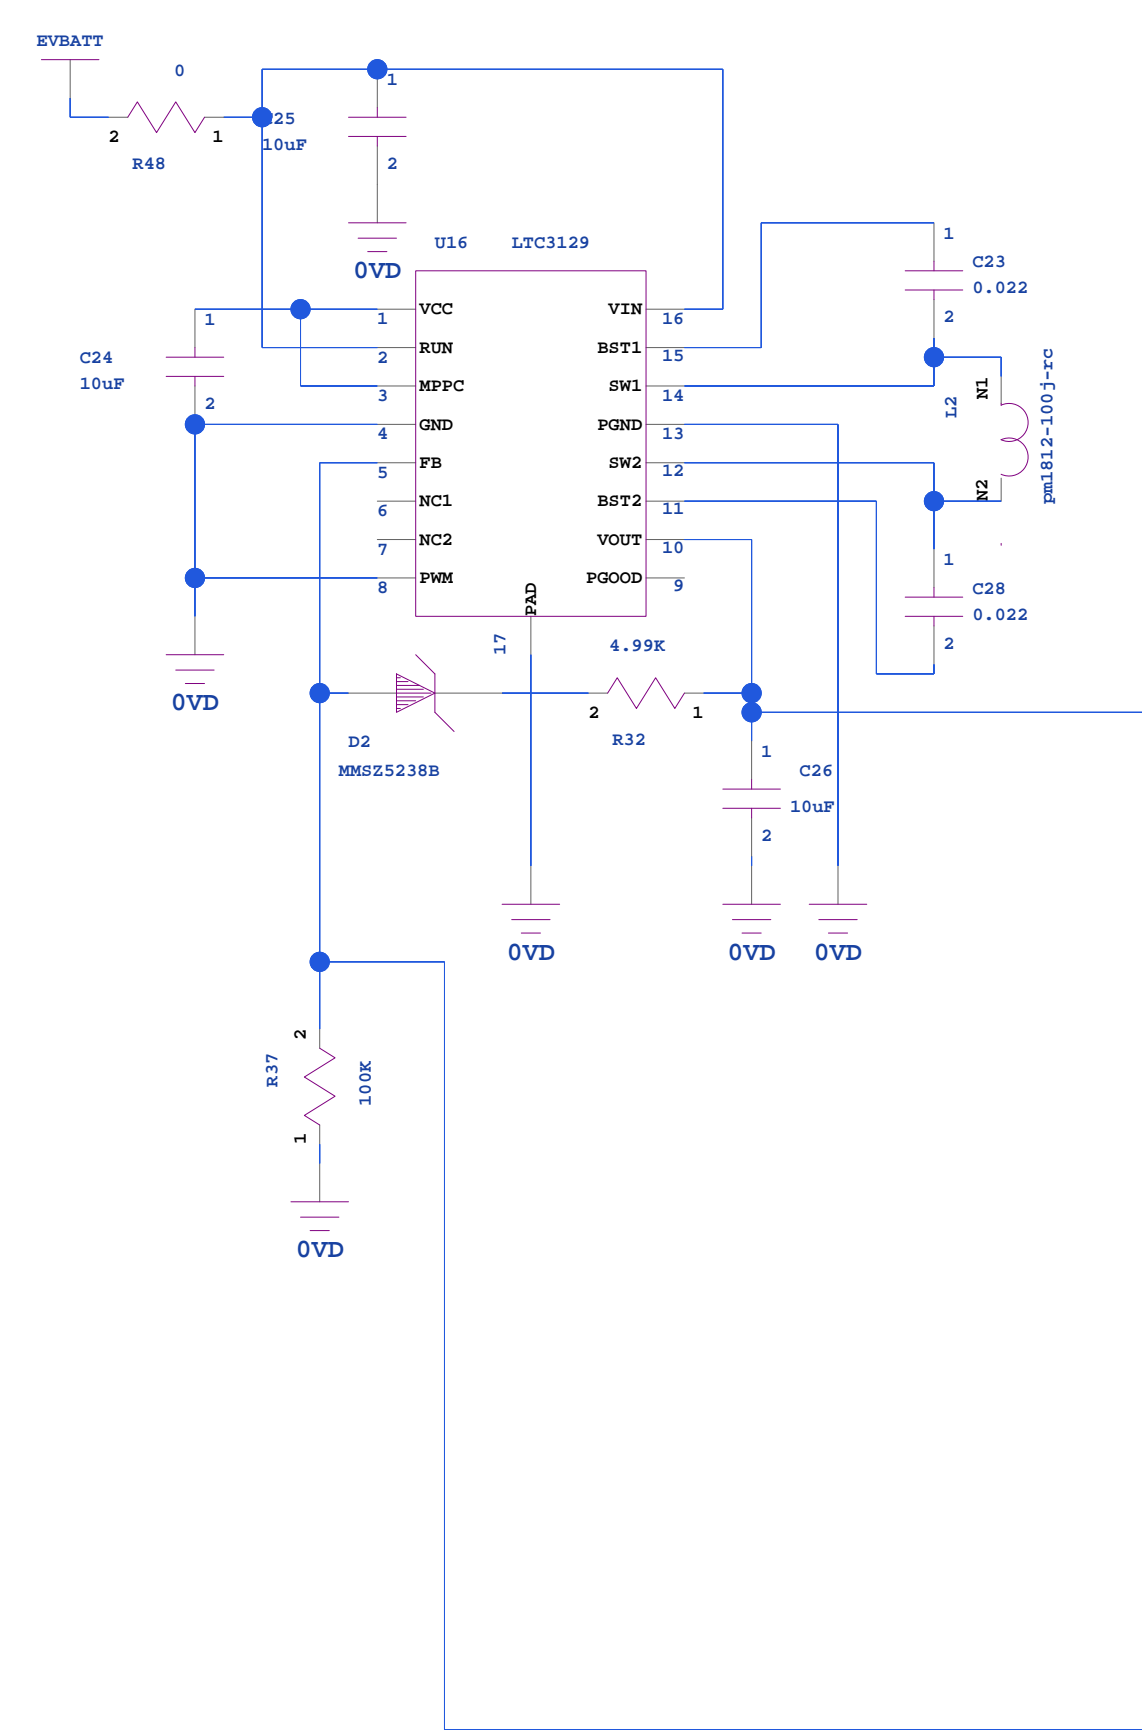 EVBATT
0
2
1
R48
C25
10uF
1
2
0VD
U16 LTC3129
VCC
RUN
MPPC
GND
FB
NC1
NC2
PWM
1
2
3
4
5
6
7
8
VIN
BST1
SW1
PGND
SW2
BST2
VOUT
PGOOD
16
15
14
13
12
11
10
9
PAD
17
1
C24
10uF
2
0VD
1
C23
0.022
2
L2
N1
N2
pm1812-100j-rc
1
C28
0.022
2
D2
MMSZ5238B
4.99K
2
1
R32
1
C26
10uF
2
0VD
0VD
0VD
2
R37
100K
1
0VD